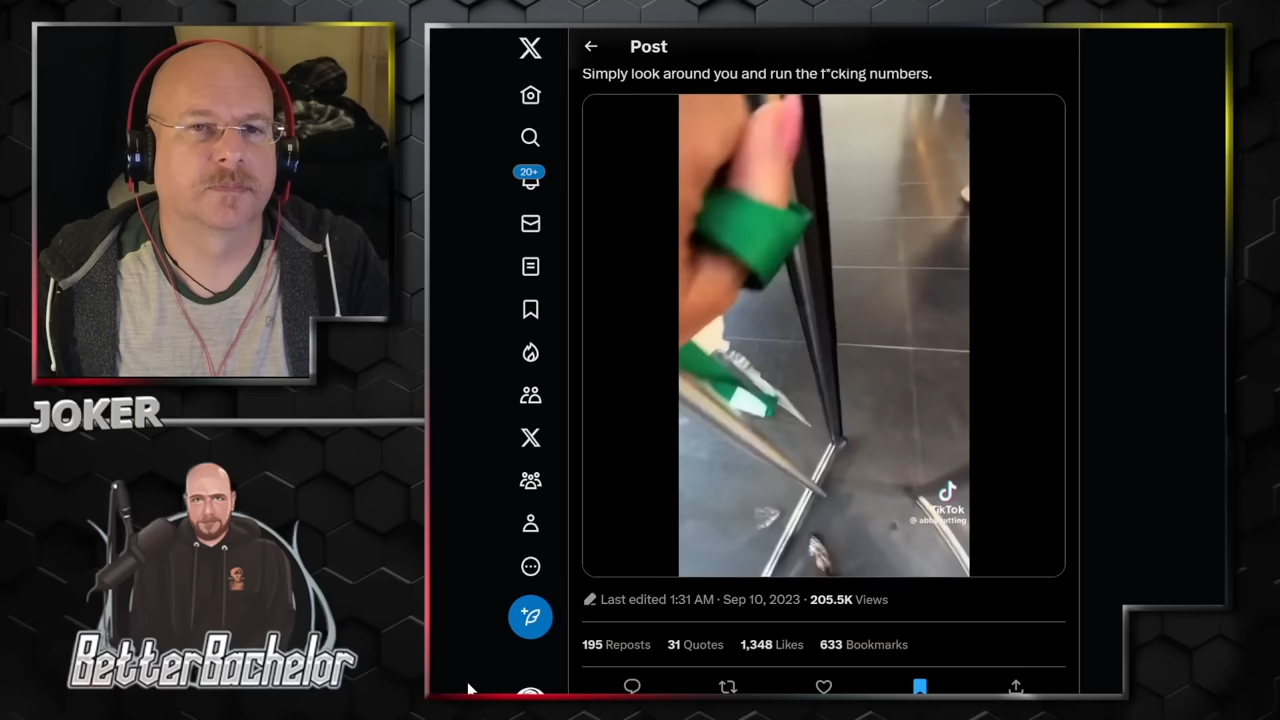 Post
Simply look around you and run the f*cking numbers.
20+
TikTok
Last edited 1:31 AM · Sep 10, 2023 · 205.5K Views
195 Reposts 31 Quotes 1,348 Likes 633 Bookmarks
JOKER
BetterBachelor